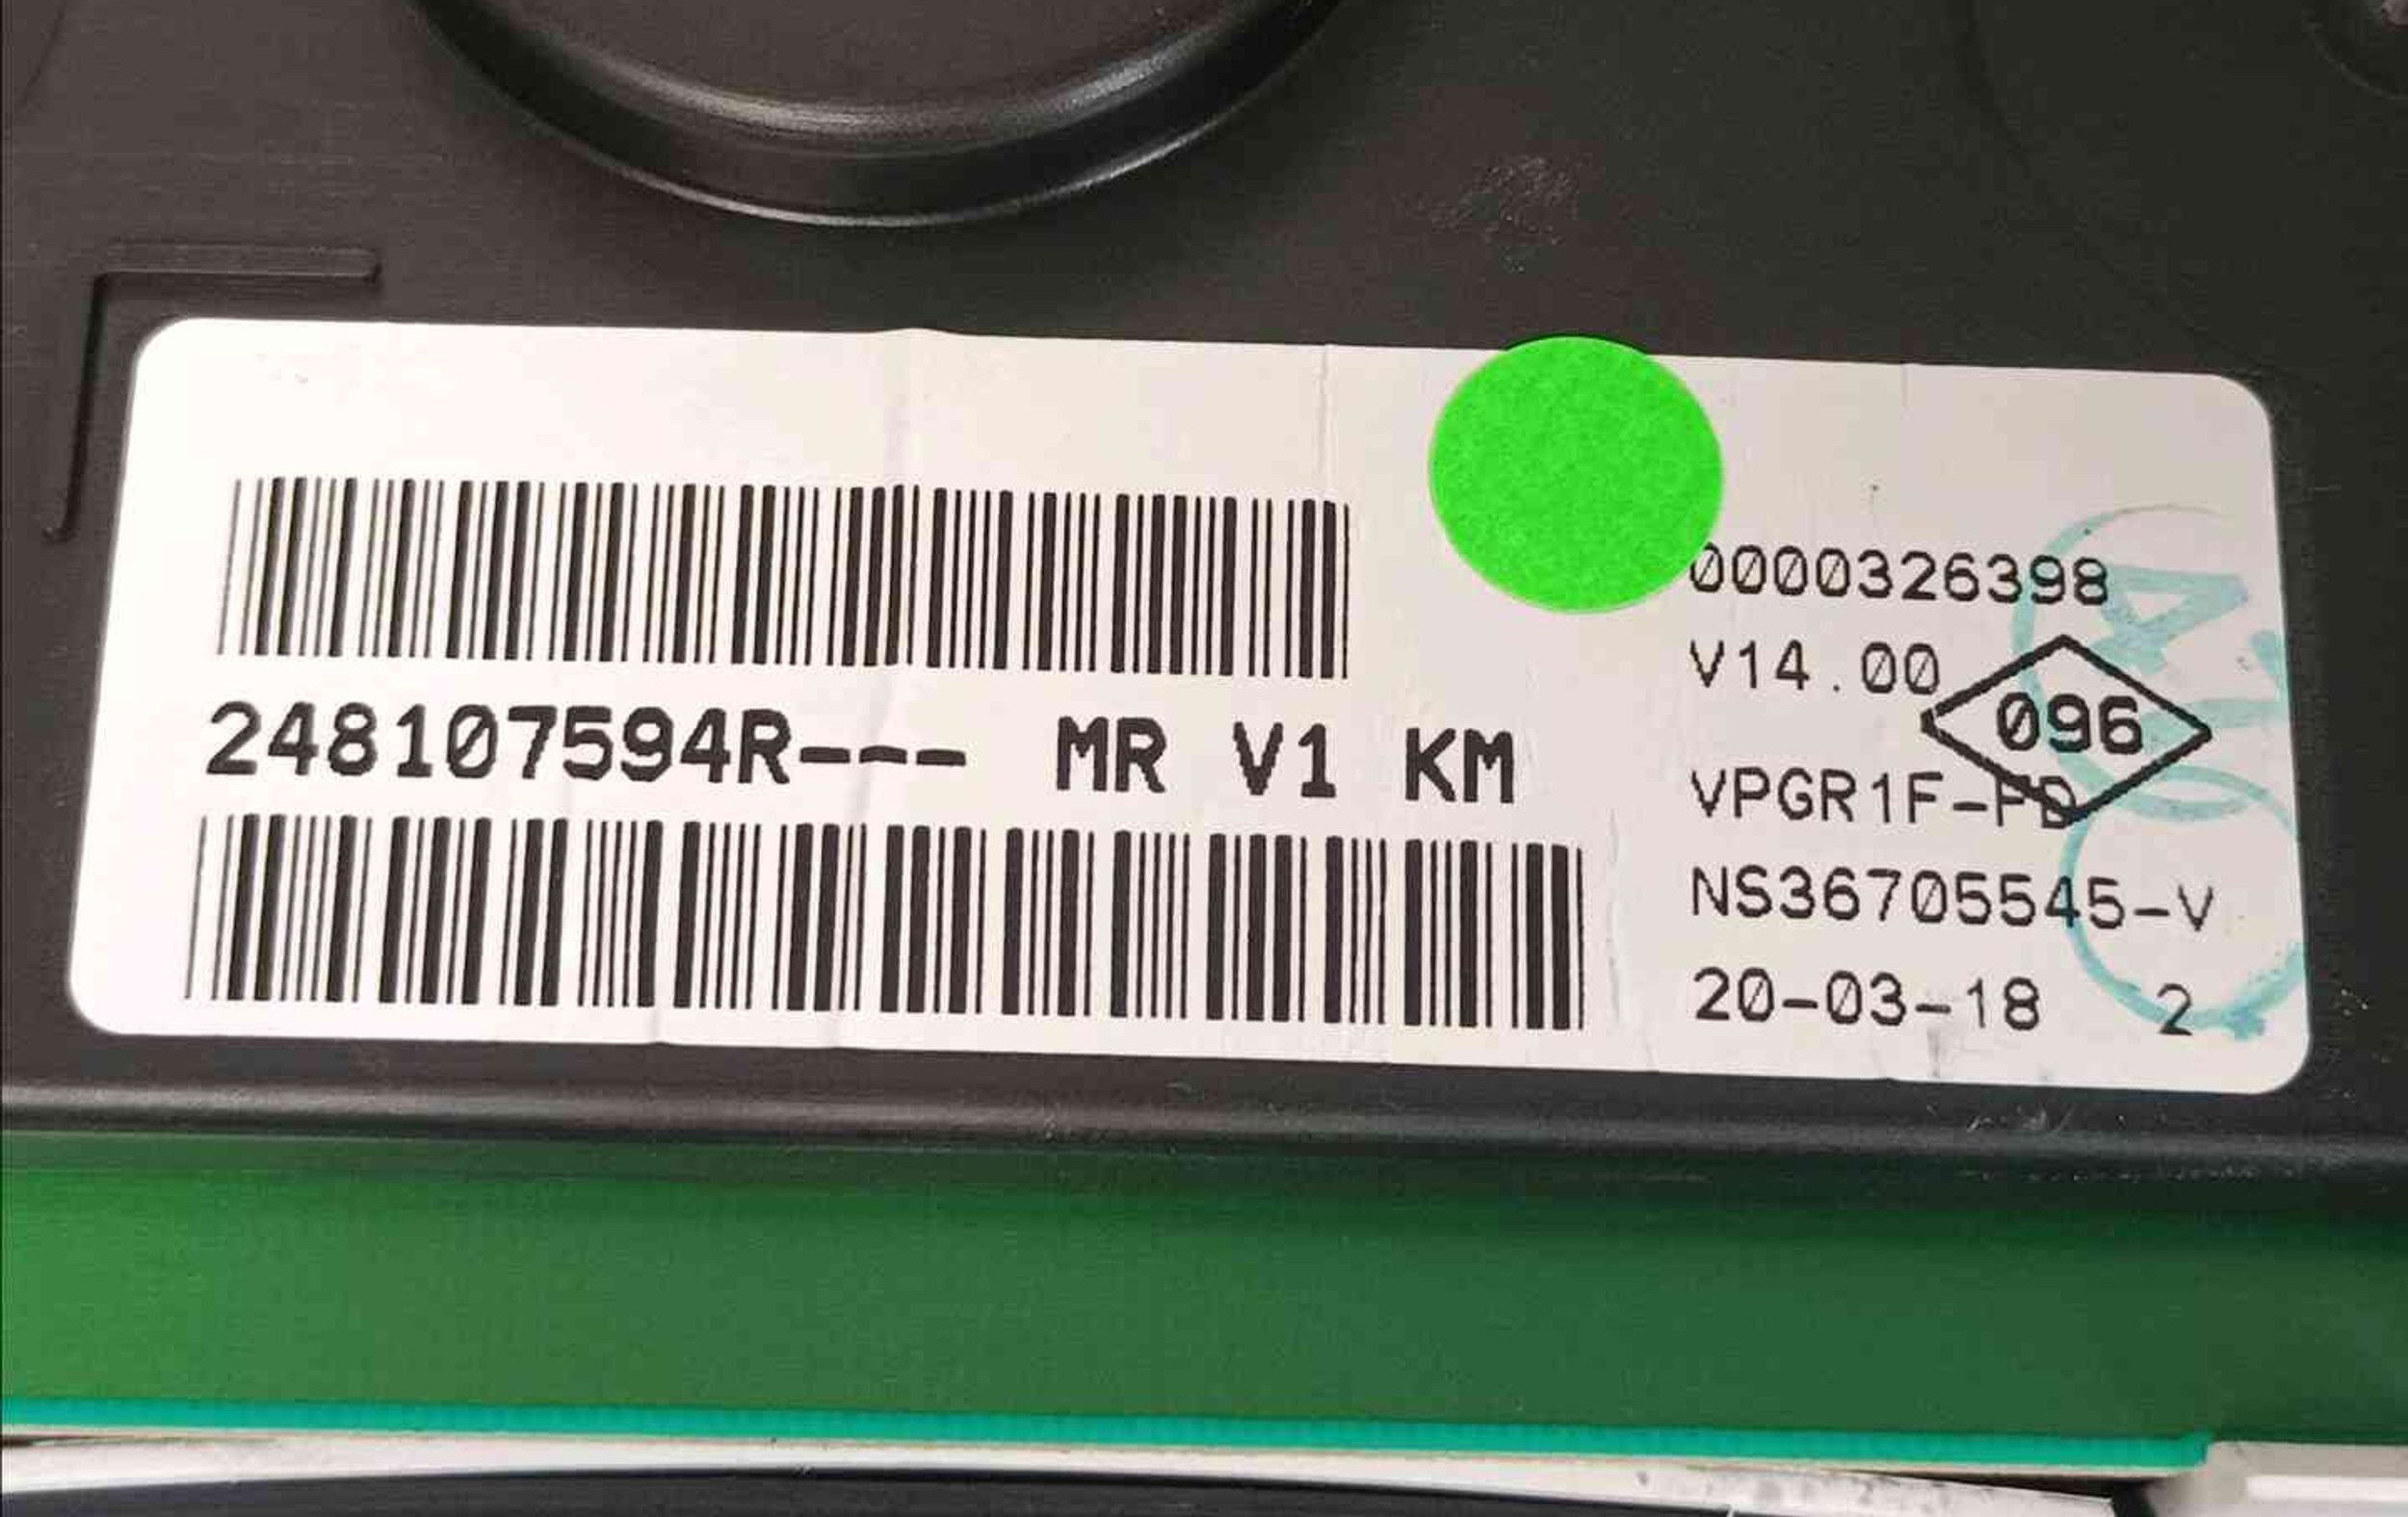 0000326398
V14.00
096
248107594R--- MR V1 KM
VPGR1F-FD
NS36705545-V
20-03-18 2